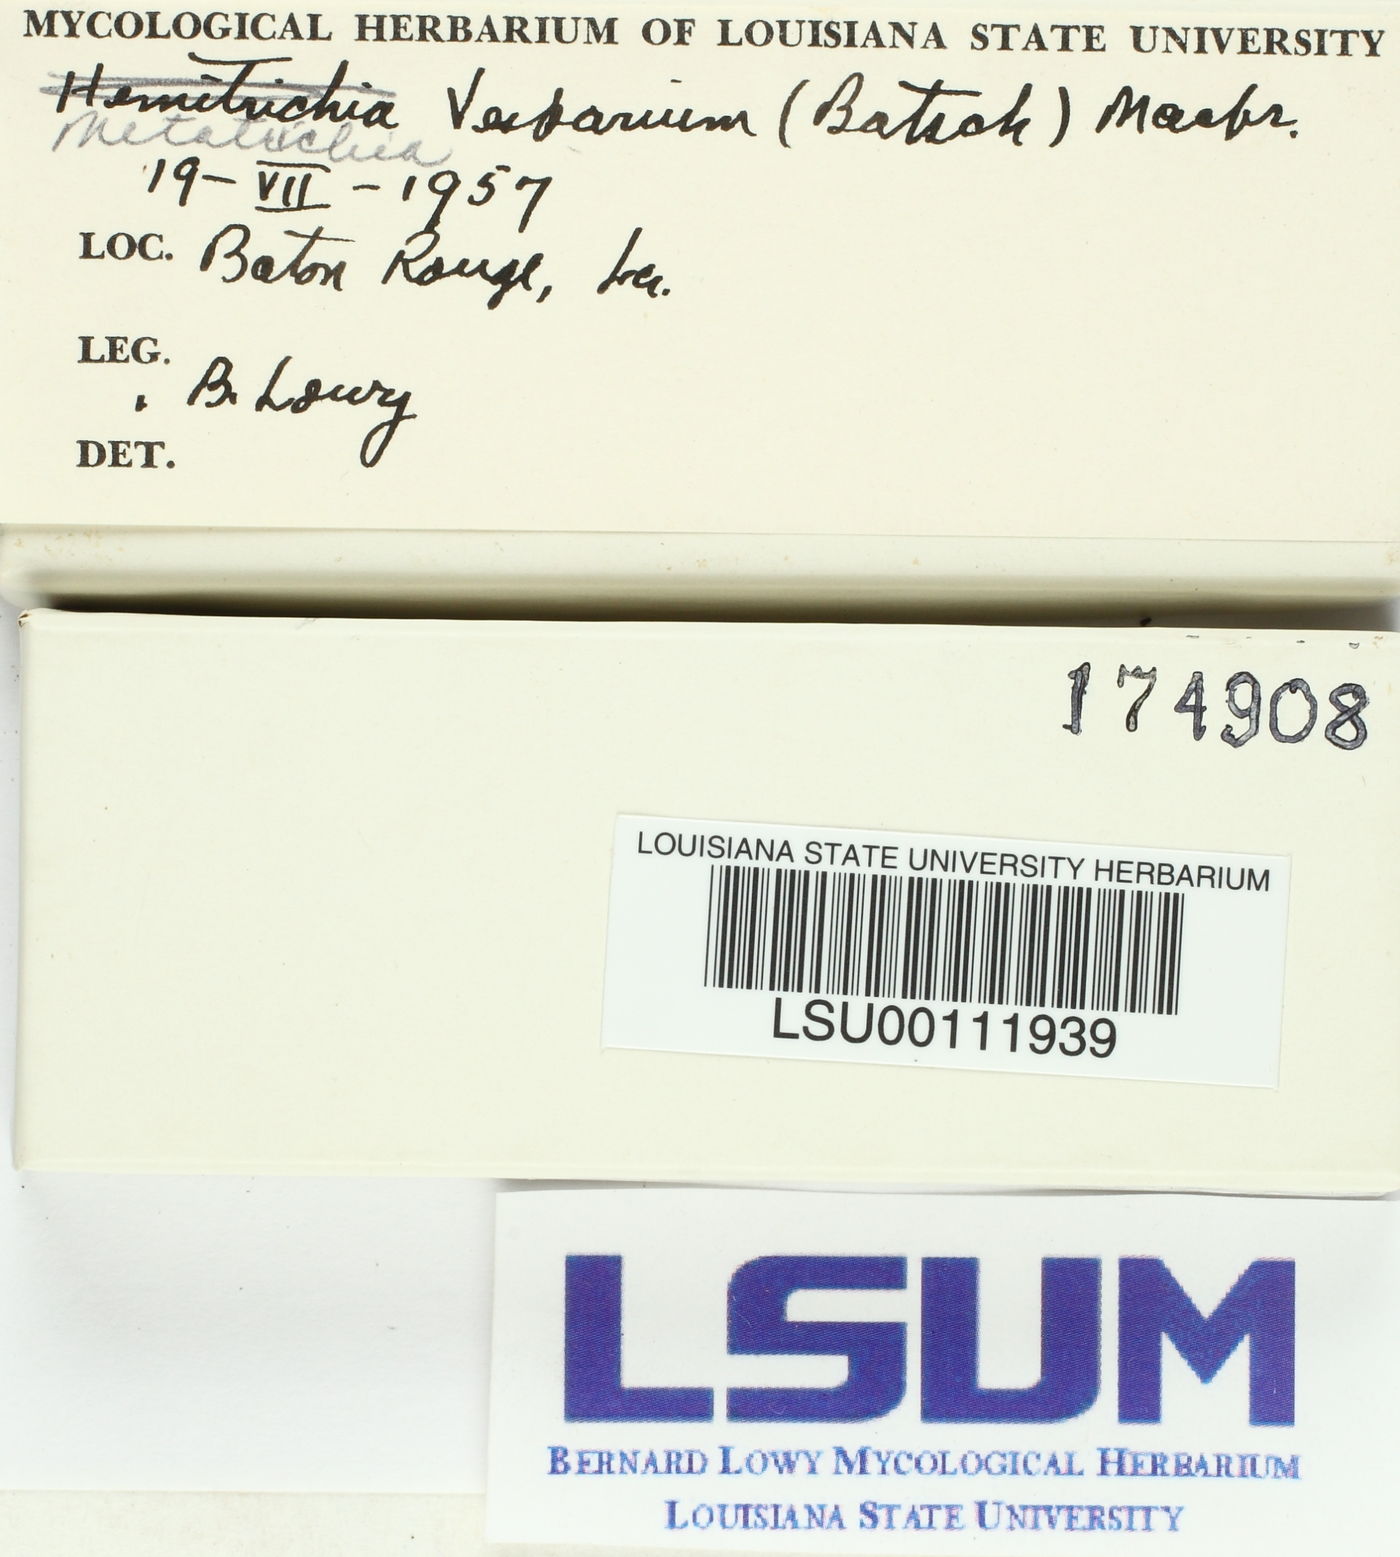 MYCOLOGICAL HERBARIUM OF LOUISIANA STATE UNIVERSITY
Hemitrichia Vesparium (Batsch) Macbr.
Metatrichia
19-VII-1957
LOC. Baton Rouge, La.
LEG.
B. Lowy
DET.
174908
LOUISIANA STATE UNIVERSITY HERBARIUM
LSU00111939
LSUM
BERNARD LOWY MYCOLOGICAL HERBARIUM
LOUISIANA STATE UNIVERSITY